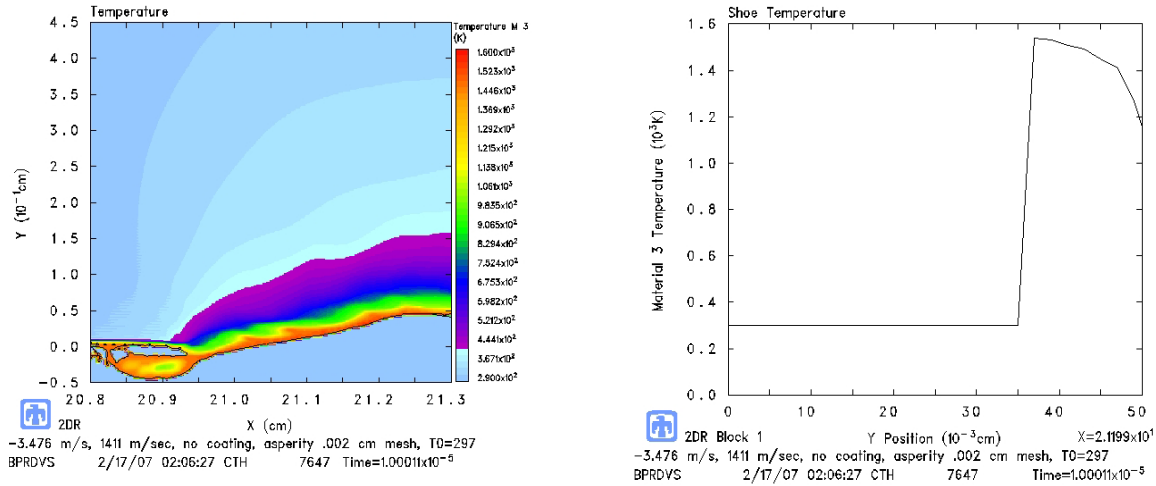 Temperature
4.5
4.0
3.5
3.0
2.5
2.0
1.5
1.0
0.5
0.0
-0.5
Y (10⁻¹cm)
20.8 20.9 21.0 21.1 21.2 21.3
X (cm)
Temperature M 3
(K)
1.600x10³
1.523x10³
1.446x10³
1.369x10³
1.292x10³
1.215x10³
1.138x10³
1.061x10³
9.835x10²
9.065x10²
8.294x10²
7.524x10²
6.753x10²
5.982x10²
5.212x10²
4.441x10²
3.671x10²
2.900x10²
2DR
-3.476 m/s, 1411 m/sec, no coating, asperity .002 cm mesh, T0=297
BPRDVS 2/17/07 02:06:27 CTH 7647 Time=1.00011x10⁻⁵
Shoe Temperature
1.6
1.4
1.2
1.0
0.8
0.6
0.4
0.2
0.0
Material 3 Temperature (10³K)
0 10 20 30 40 50
Y Position (10⁻³cm)
X=2.1199x10¹
2DR Block 1
-3.476 m/s, 1411 m/sec, no coating, asperity .002 cm mesh, T0=297
BPRDVS 2/17/07 02:06:27 CTH 7647 Time=1.00011x10⁻⁵